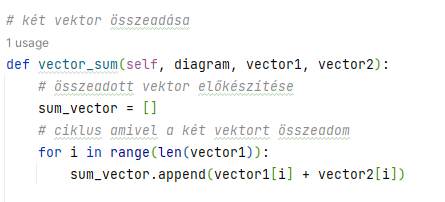 # két vektor összeadása
1 usage
def vector_sum(self, diagram, vector1, vector2):
# összeadott vektor előkészítése
sum_vector = []
# ciklus amivel a két vektort összeadom
for i in range(len(vector1)):
sum_vector.append(vector1[i] + vector2[i])